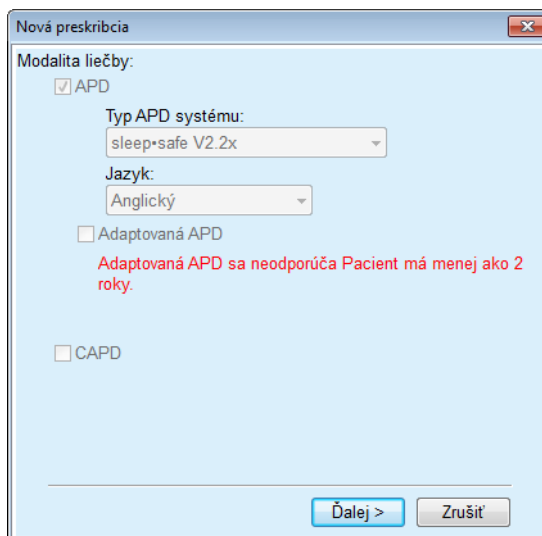 Nová preskribcia
Modalita liečby:
APD
Typ APD systému:
sleep•safe V2.2x
Jazyk:
Anglický
Adaptovaná APD
Adaptovaná APD sa neodporúča Pacient má menej ako 2
roky.
CAPD
Ďalej >
Zrušiť